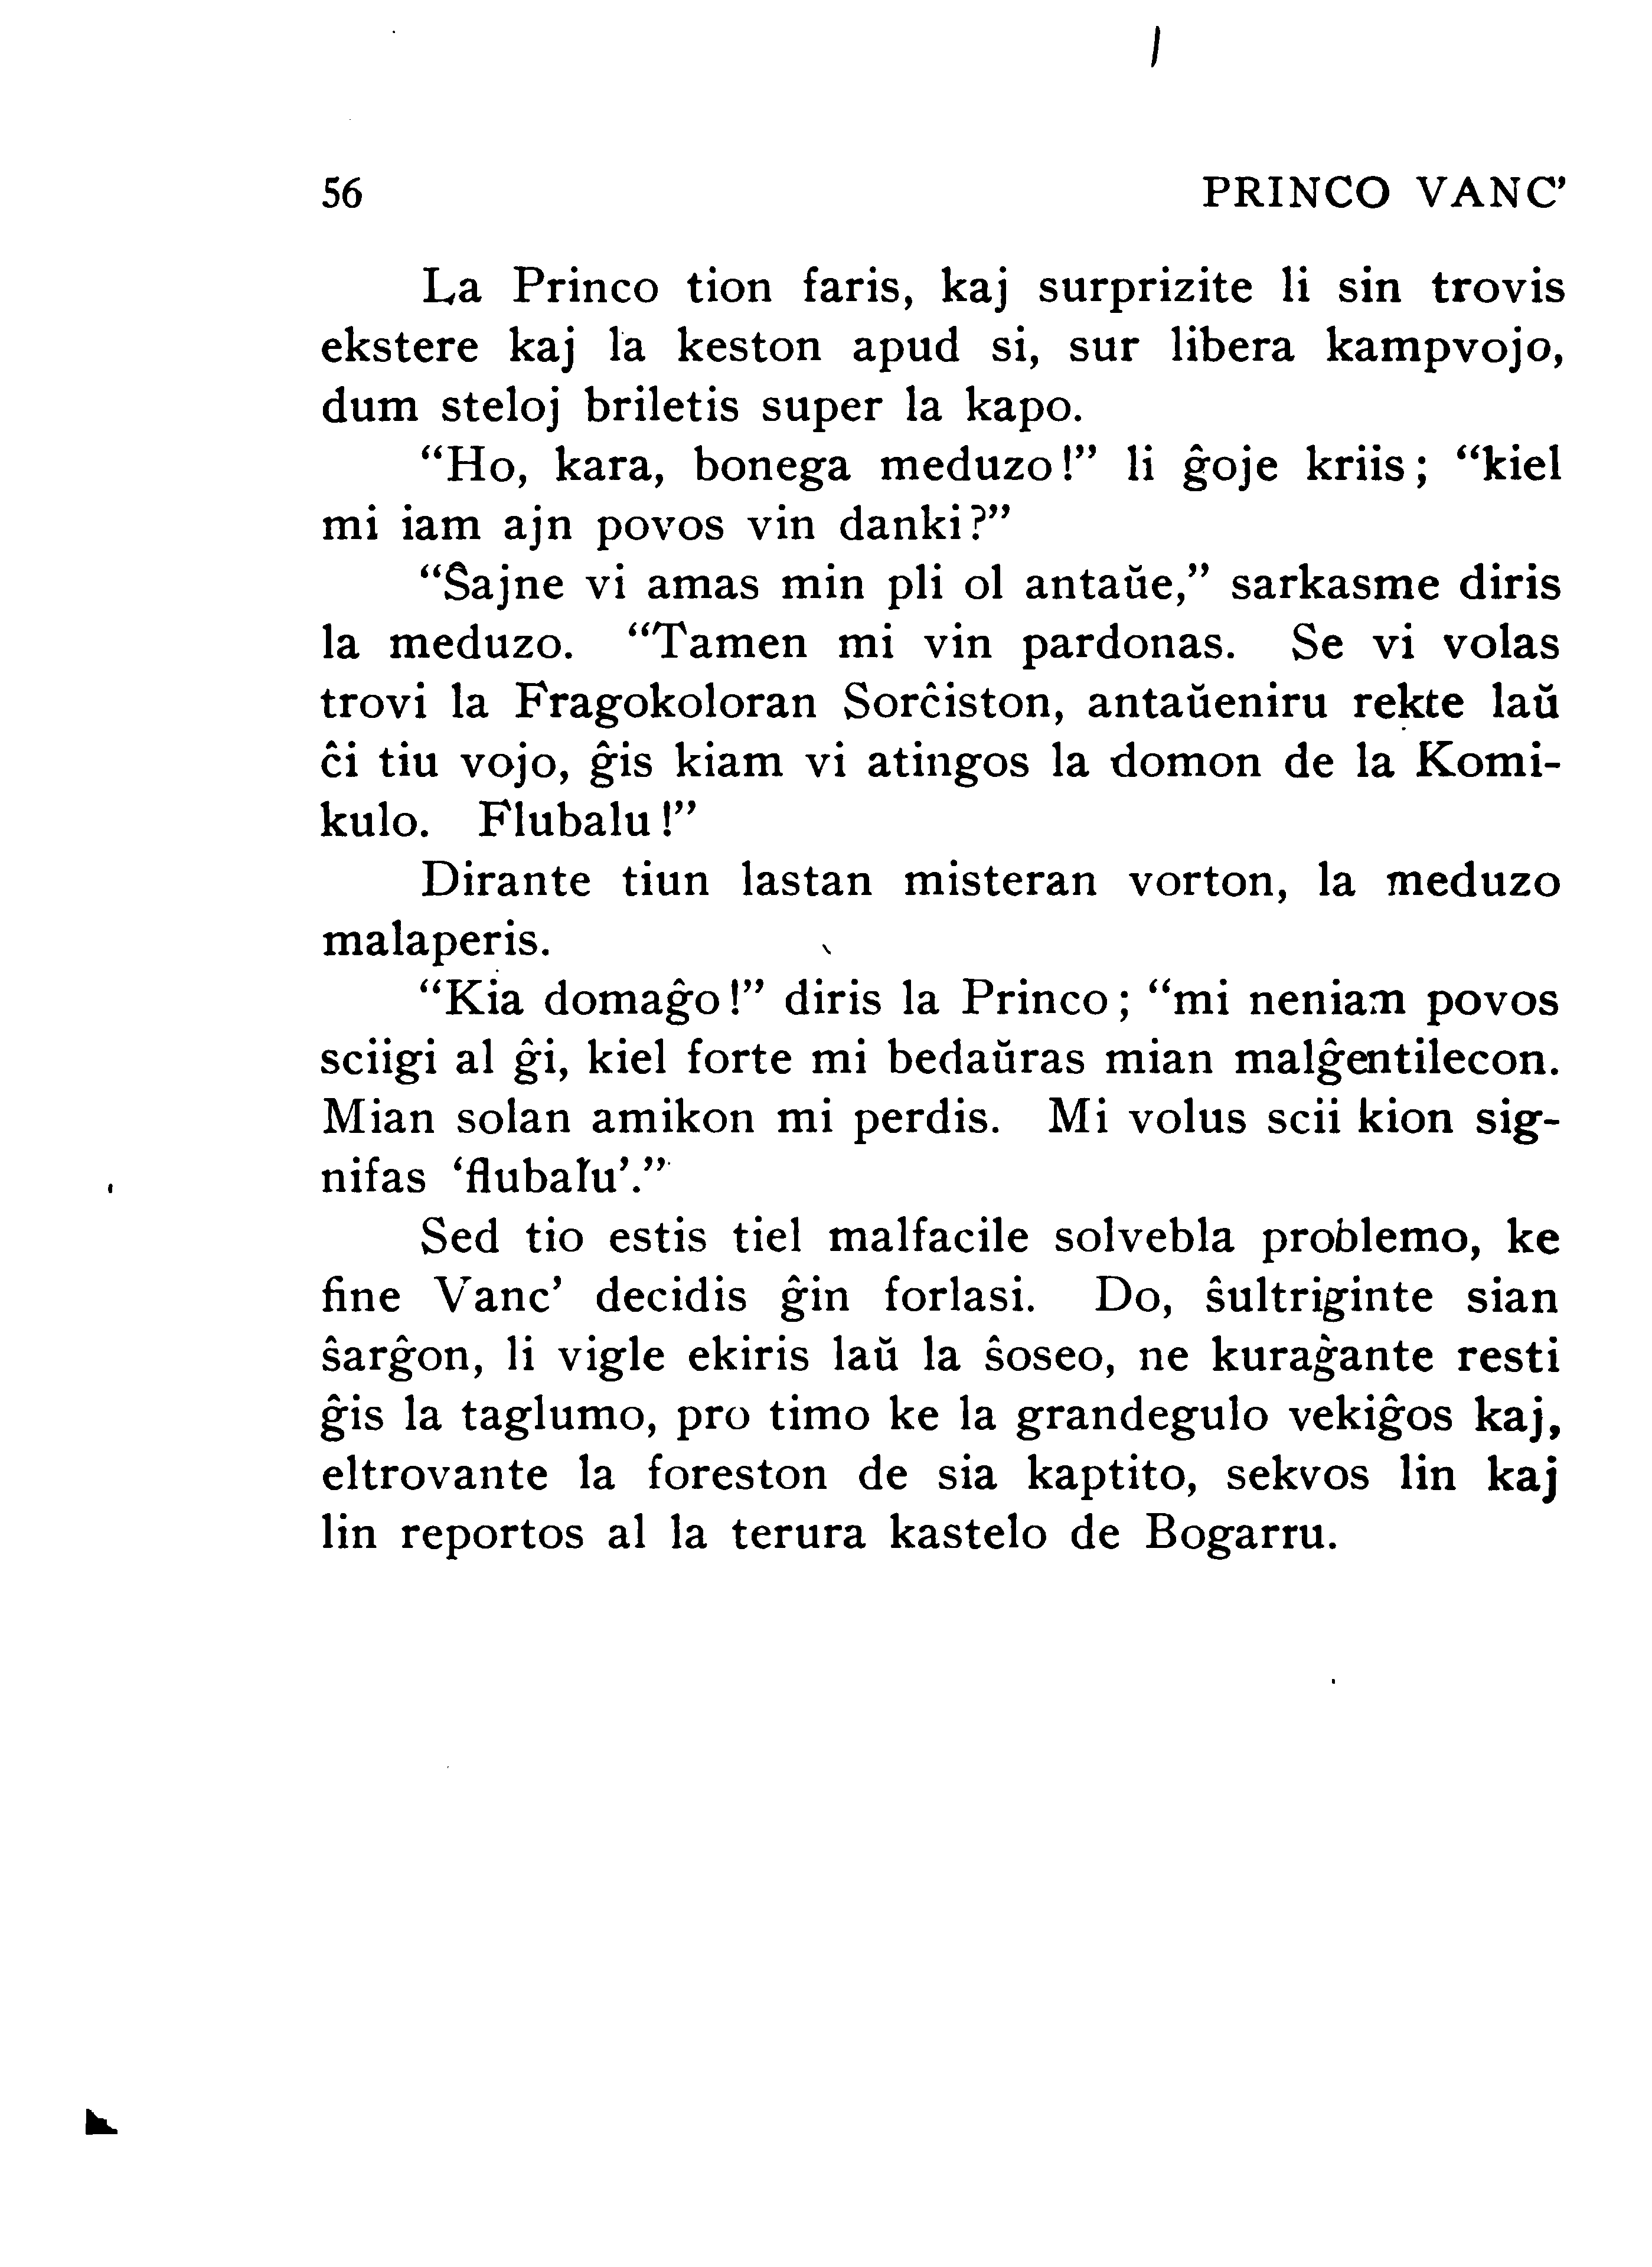 56 PRINCO VANC’
La Princo tion faris, kaj surprizite li sin trovis
ekstere kaj la keston apud si, sur libera kampvojo,
dum steloj briletis super la kapo.
“Ho, kara, bonega meduzo!” li ĝoje kriis; “kiel
mi iam ajn povos vin danki?”
“Ŝajne vi amas min pli ol antaŭe,” sarkasme diris
la meduzo. “Tamen mi vin pardonas. Se vi volas
trovi la Fragokoloran Sorĉiston, antaŭeniru rekte laŭ
ĉi tiu vojo, ĝis kiam vi atingos la domon de la Komi-
kulo. Flubalu!”
Dirante tiun lastan misteran vorton, la meduzo
malaperis.
“Kia domaĝo!” diris la Princo; “mi neniam povos
sciigi al ĝi, kiel forte mi bedaŭras mian malĝentilecon.
Mian solan amikon mi perdis. Mi volus scii kion sig-
nifas ‘flubalu’.”
Sed tio estis tiel malfacile solvebla problemo, ke
fine Vanc’ decidis ĝin forlasi. Do, ŝultriginte sian
ŝarĝon, li vigle ekiris laŭ la ŝoseo, ne kuraĝante resti
ĝis la taglumo, pro timo ke la grandegulo vekiĝos kaj,
eltrovante la foreston de sia kaptito, sekvos lin kaj
lin reportos al la terura kastelo de Bogarru.